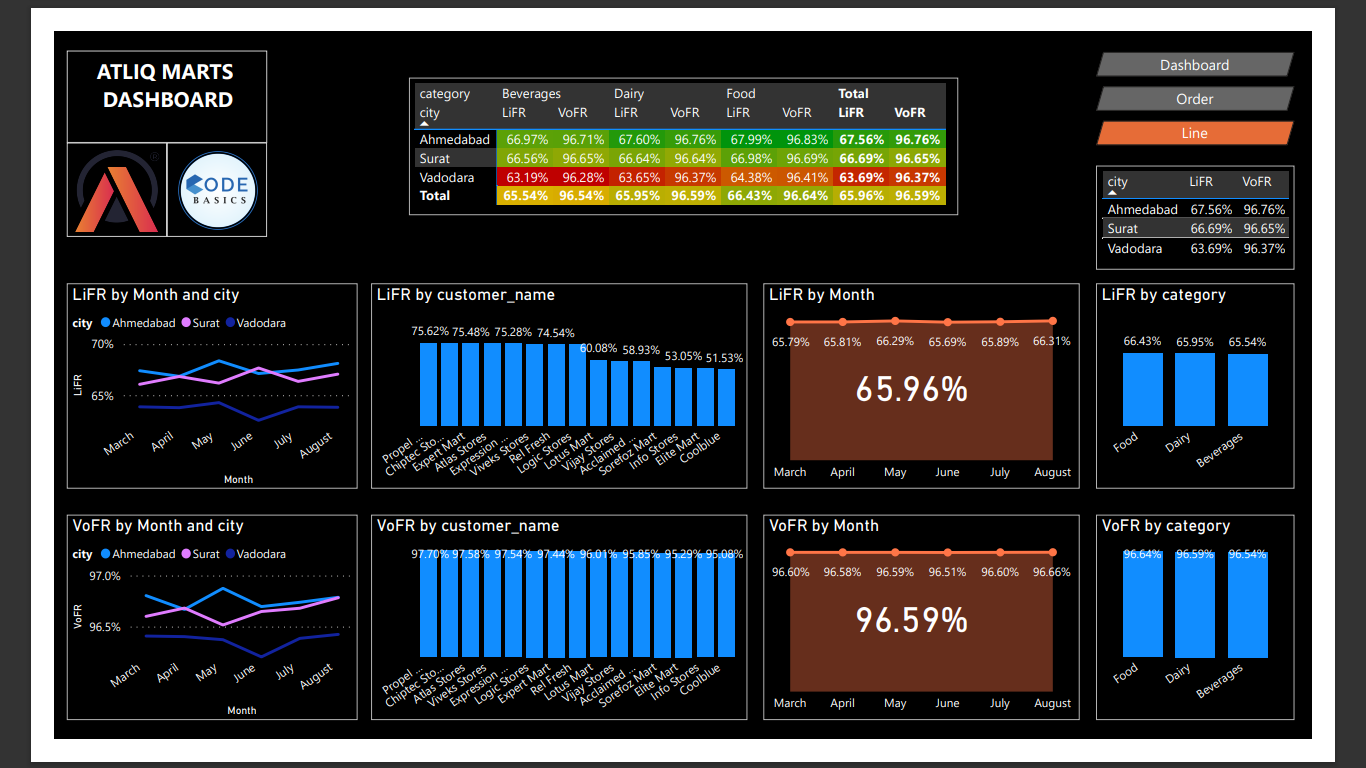 ATLIQ MARTS
DASHBOARD
CODE
BASICS
category Beverages Dairy Food Total
city LiFR VoFR LiFR VoFR LiFR VoFR LiFR VoFR
Ahmedabad 66.97% 96.71% 67.60% 96.76% 67.99% 96.83% 67.56% 96.76%
Surat 66.56% 96.65% 66.64% 96.64% 66.98% 96.69% 66.69% 96.65%
Vadodara 63.19% 96.28% 63.65% 96.37% 64.38% 96.41% 63.69% 96.37%
Total 65.54% 96.54% 65.95% 96.59% 66.43% 96.64% 65.96% 96.59%
Dashboard
Order
Line
city LiFR VoFR
Ahmedabad 67.56% 96.76%
Surat 66.69% 96.65%
Vadodara 63.69% 96.37%
LiFR by Month and city
city Ahmedabad Surat Vadodara
70%
65%
LiFR
March April May June July August
Month
LiFR by customer_name
75.62% 75.48% 75.28% 74.54% 60.08% 58.93% 53.05% 51.53%
Propel ... Chiptec Sto... Expert Mart Atlas Stores Expression ... Viveks Stores Rel Fresh Logic Stores Lotus Mart Vijay Stores Acclaimed ... Sorefoz Mart Info Stores Elite Mart Coolblue
LiFR by Month
65.79% 65.81% 66.29% 65.69% 65.89% 66.31%
65.96%
March April May June July August
LiFR by category
66.43% 65.95% 65.54%
Food Dairy Beverages
VoFR by Month and city
city Ahmedabad Surat Vadodara
97.0%
96.5%
VoFR
March April May June July August
Month
VoFR by customer_name
97.70% 97.58% 97.54% 97.44% 96.01% 95.85% 95.29% 95.08%
Propel ... Chiptec Sto... Atlas Stores Viveks Stores Expression ... Logic Stores Expert Mart Rel Fresh Lotus Mart Vijay Stores Acclaimed ... Sorefoz Mart Elite Mart Info Stores Coolblue
VoFR by Month
96.60% 96.58% 96.59% 96.51% 96.60% 96.66%
96.59%
March April May June July August
VoFR by category
96.64% 96.59% 96.54%
Food Dairy Beverages